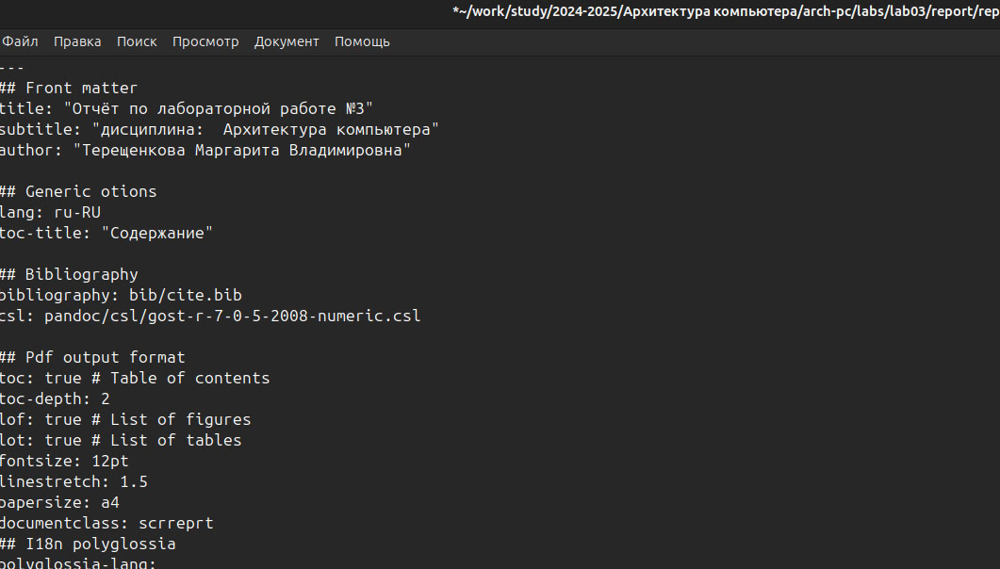 *~/work/study/2024-2025/Архитектура компьютера/arch-pc/labs/lab03/report/rep
Файл Правка Поиск Просмотр Документ Помощь
---
## Front matter
title: "Отчёт по лабораторной работе №3"
subtitle: "дисциплина:  Архитектура компьютера"
author: "Терещенкова Маргарита Владимировна"
## Generic otions
lang: ru-RU
toc-title: "Содержание"
## Bibliography
bibliography: bib/cite.bib
csl: pandoc/csl/gost-r-7-0-5-2008-numeric.csl
## Pdf output format
toc: true # Table of contents
toc-depth: 2
lof: true # List of figures
lot: true # List of tables
fontsize: 12pt
linestretch: 1.5
papersize: a4
documentclass: scrreprt
## I18n polyglossia
polyglossia-lang: